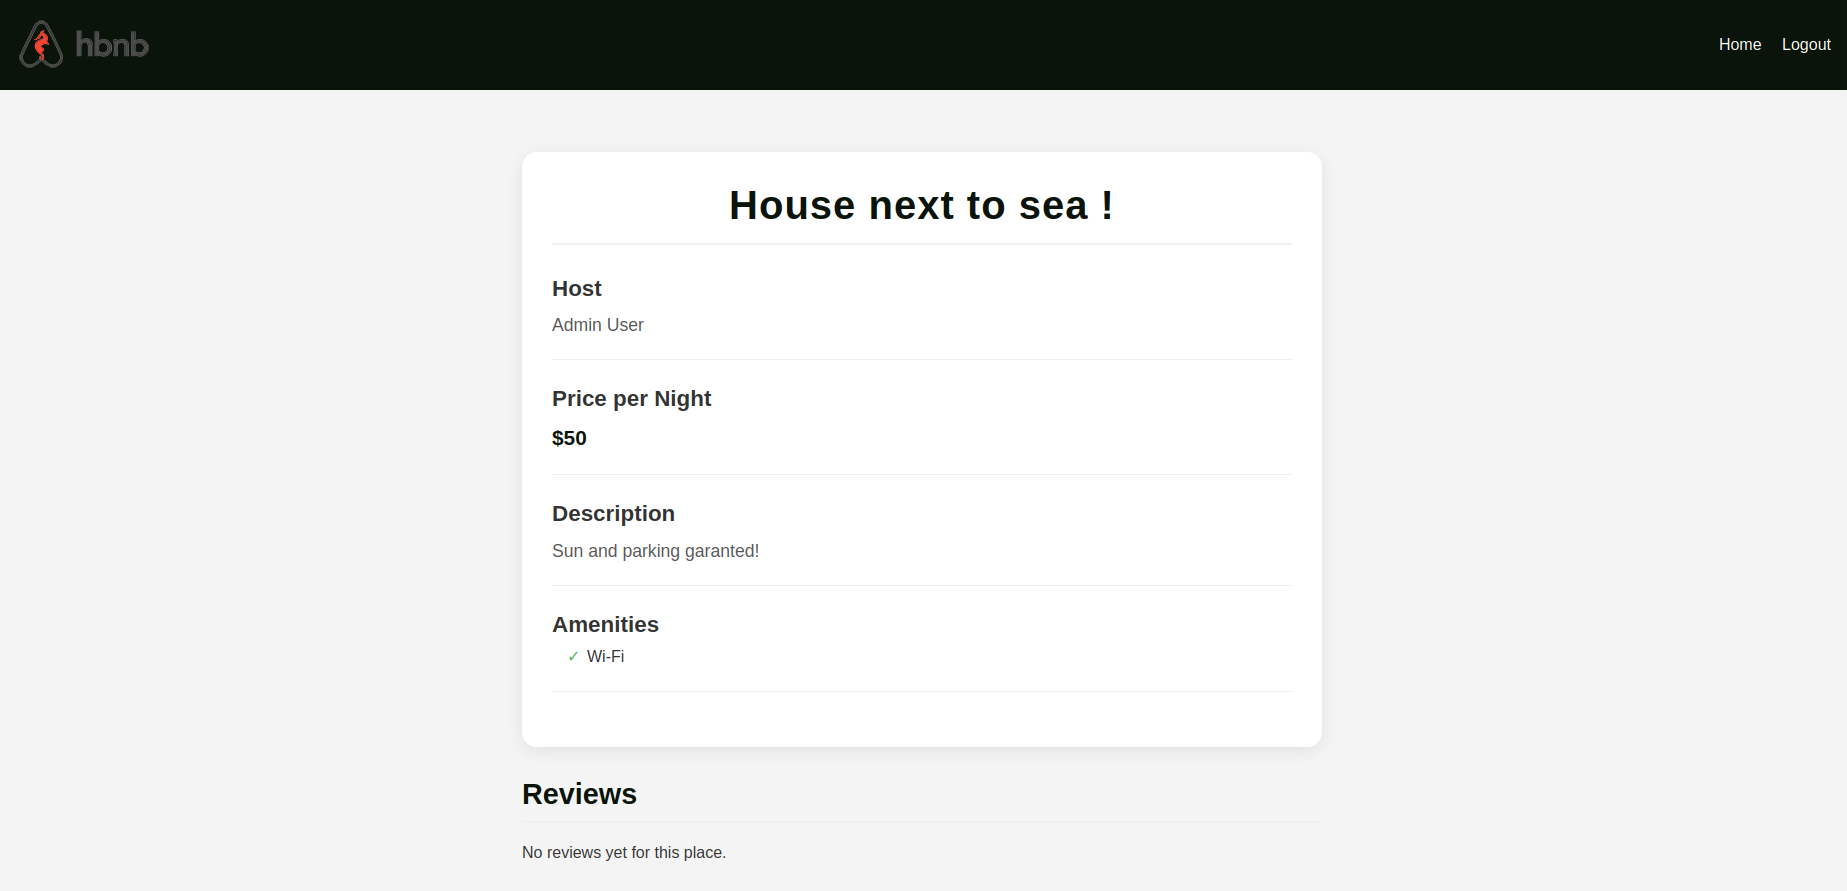 hbnb
Home Logout
House next to sea !
Host
Admin User
Price per Night
$50
Description
Sun and parking garanted!
Amenities
✓ Wi-Fi
Reviews
No reviews yet for this place.